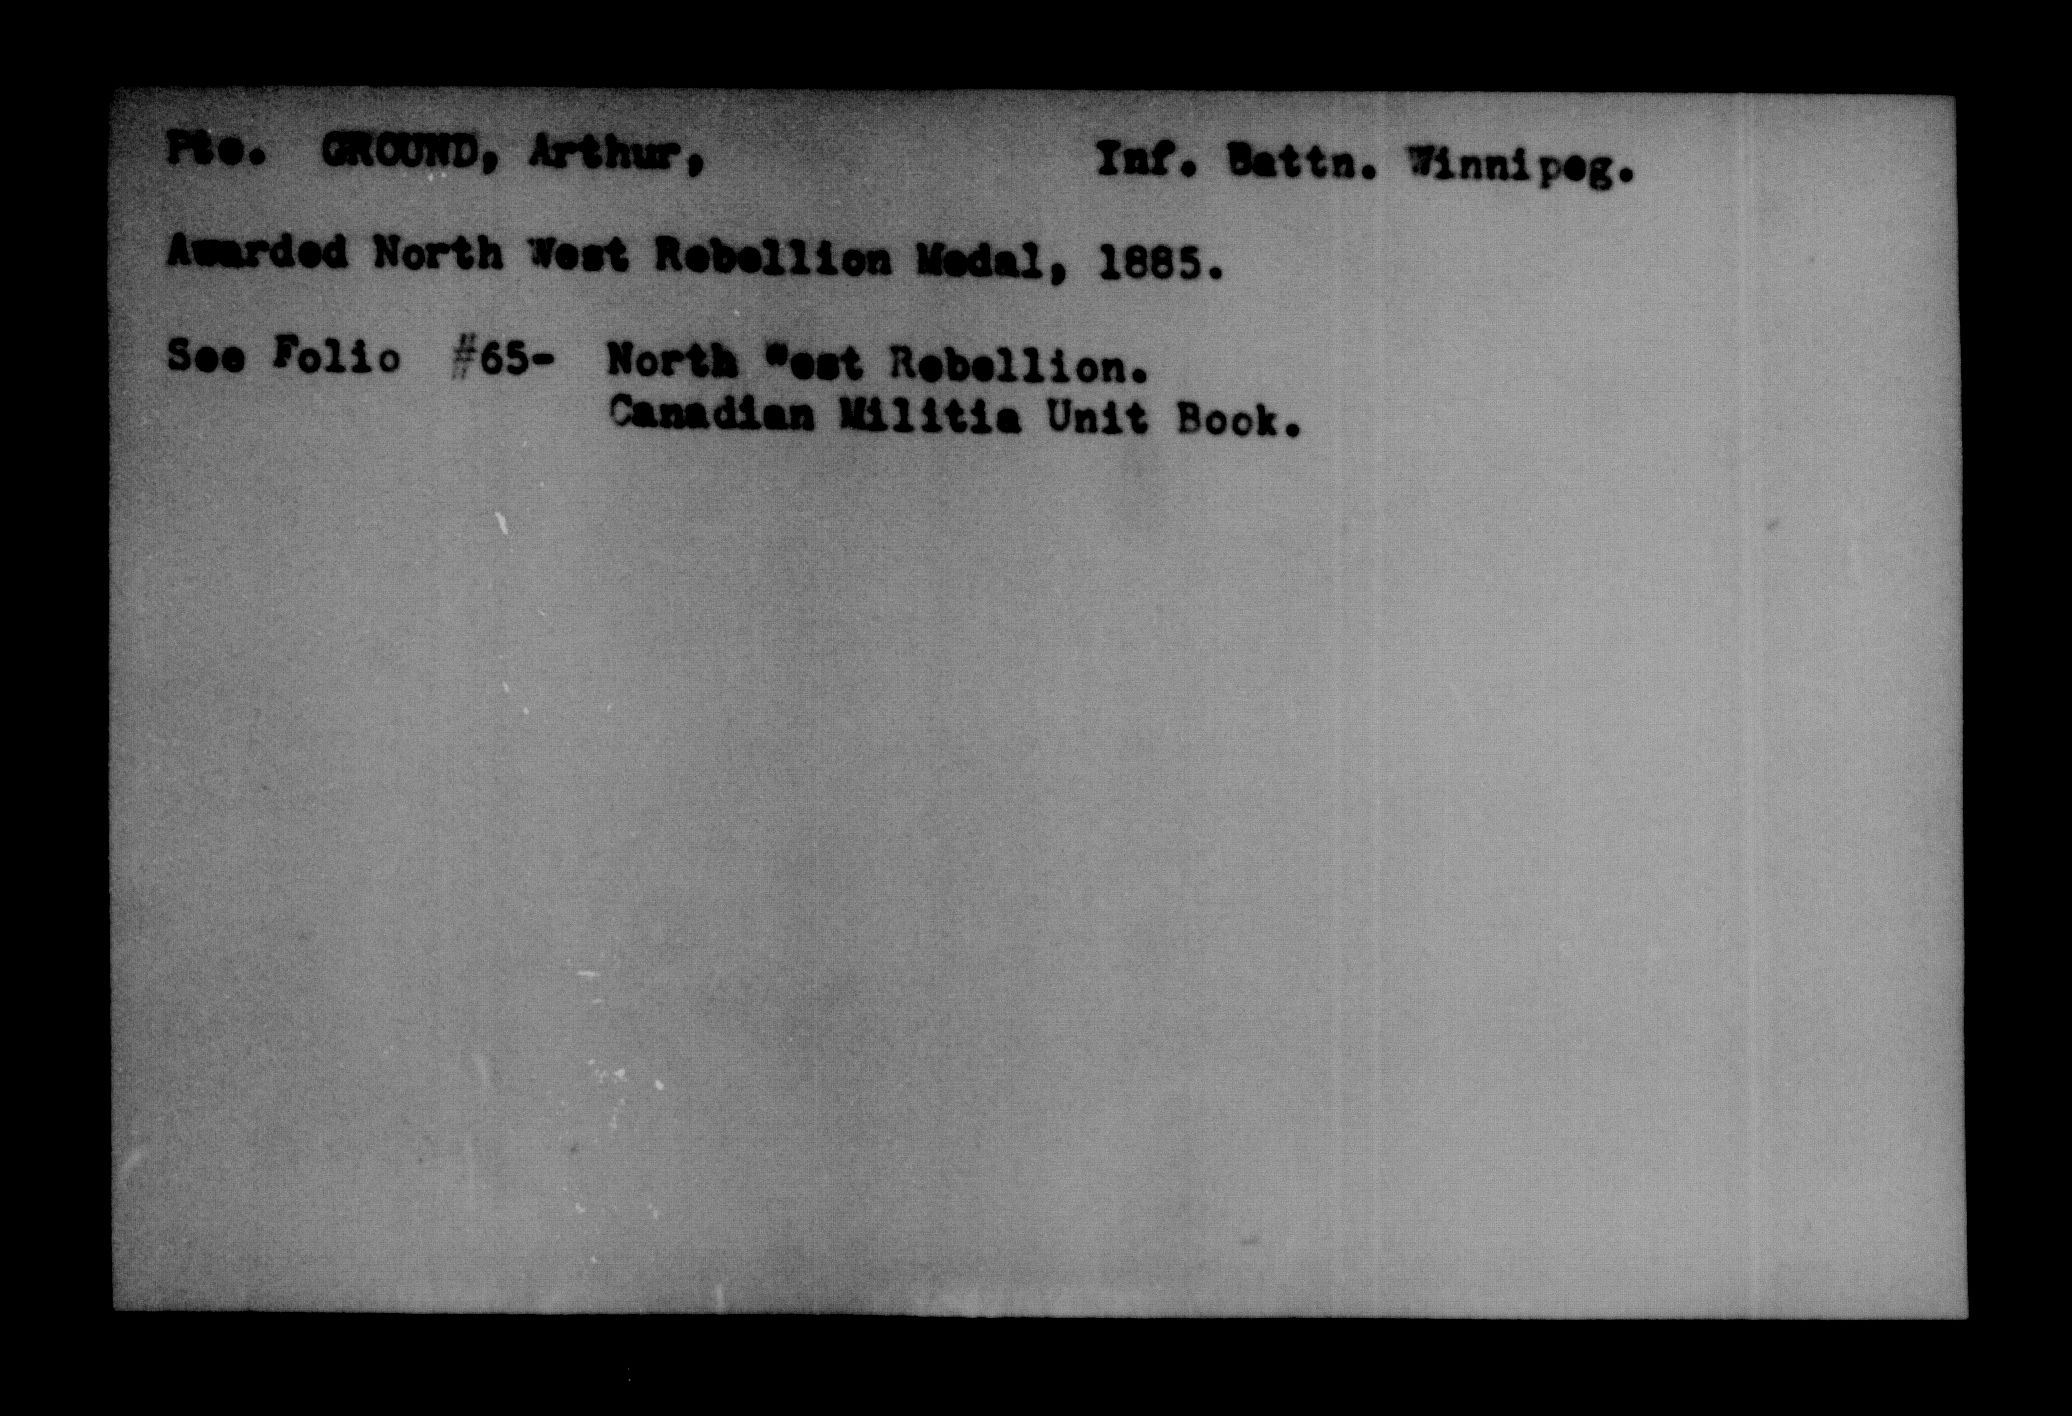 Pte. GROUND, Arthur, Inf. Battn. Winnipeg.
Awarded North West Rebellion Medal, 1885.
See Folio #65- North West Rebellion.
Canadian Militia Unit Book.